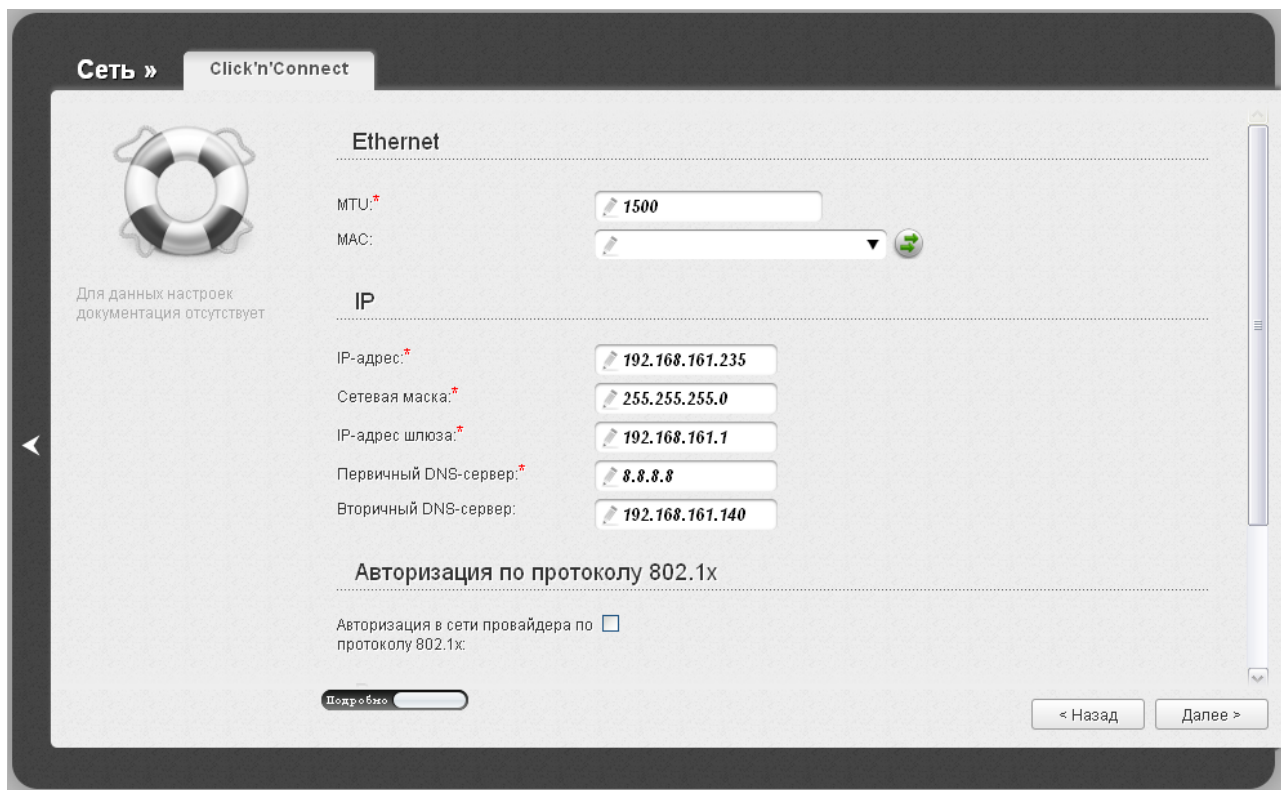 Сеть »
Click'n'Connect
Для данных настроек
документация отсутствует
Ethernet
MTU:*
1500
MAC:
IP
IP-адрес:*
192.168.161.235
Сетевая маска:*
255.255.255.0
IP-адрес шлюза:*
192.168.161.1
Первичный DNS-сервер:*
8.8.8.8
Вторичный DNS-сервер:
192.168.161.140
Авторизация по протоколу 802.1x
Авторизация в сети провайдера по
протоколу 802.1x:
Подробно
< Назад
Далее >